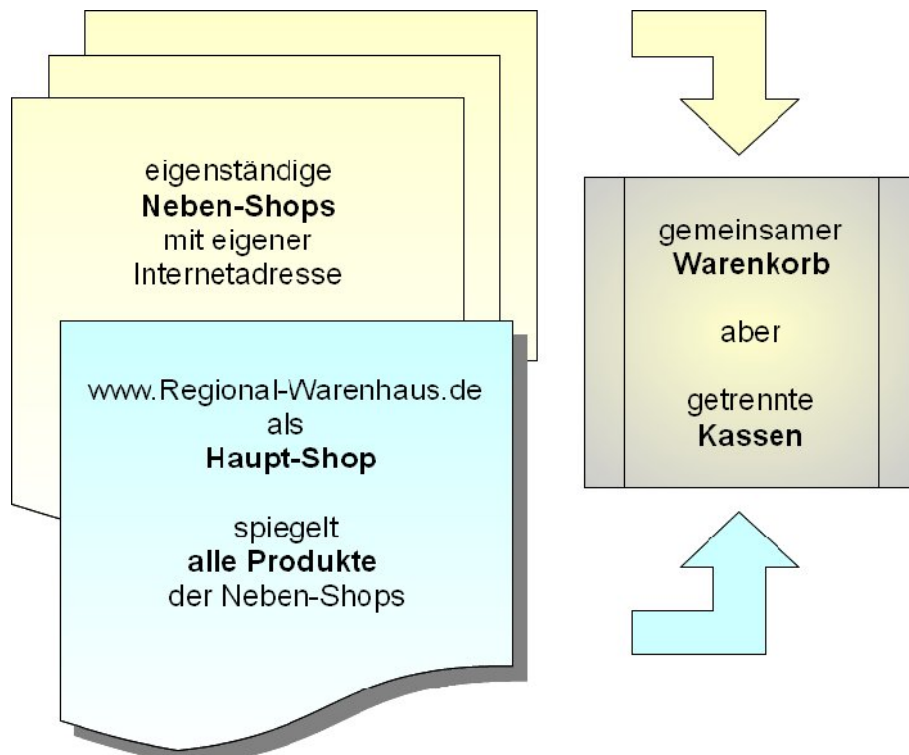 eigenständige
Neben-Shops
mit eigener
Internetadresse
www.Regional-Warenhaus.de
als
Haupt-Shop
spiegelt
alle Produkte
der Neben-Shops
gemeinsamer
Warenkorb
aber
getrennte
Kassen